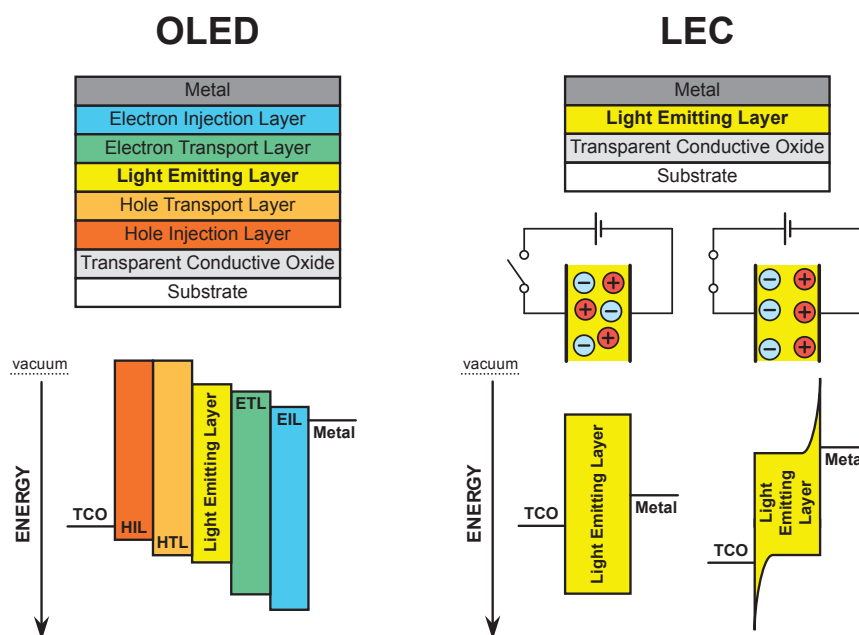 OLED
Metal
Electron Injection Layer
Electron Transport Layer
Light Emitting Layer
Hole Transport Layer
Hole Injection Layer
Transparent Conductive Oxide
Substrate
vacuum
ENERGY
TCO
HIL
HTL
Light Emitting Layer
ETL
EIL
Metal
LEC
Metal
Light Emitting Layer
Transparent Conductive Oxide
Substrate
− +
+ −
− +
− +
− +
− +
vacuum
ENERGY
TCO
Light Emitting Layer
Metal
TCO
Light
Emitting
Layer
Metal